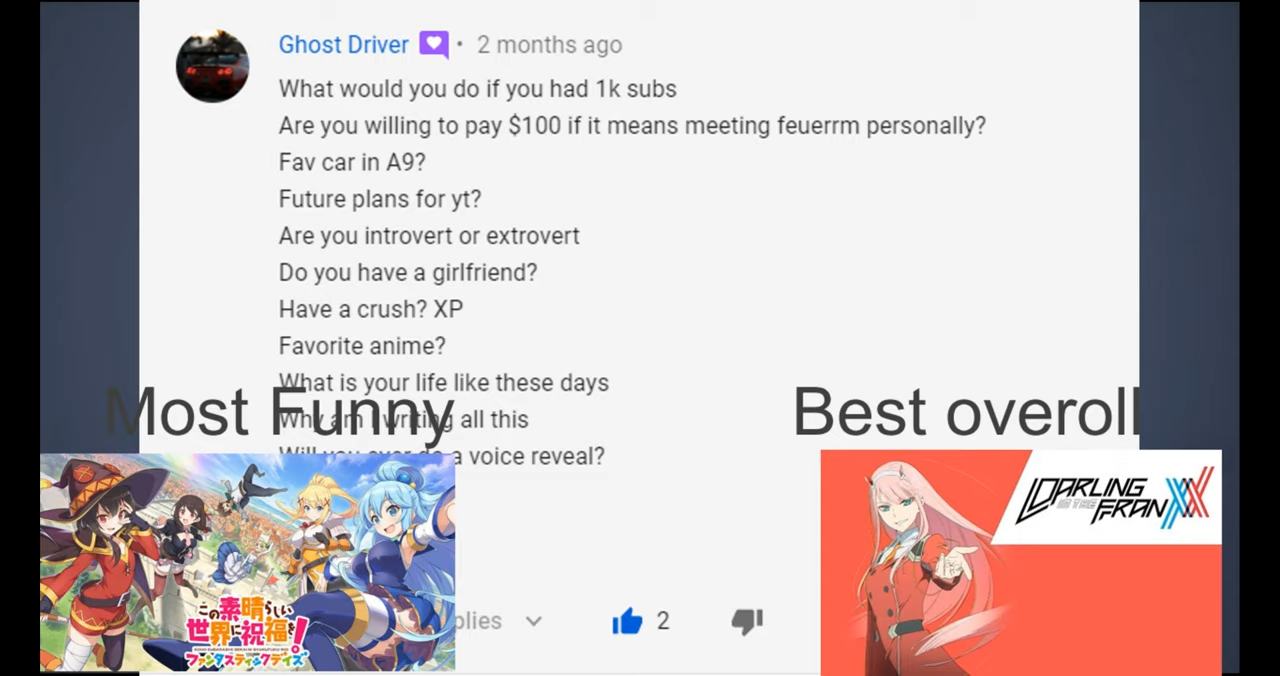 Ghost Driver • 2 months ago
What would you do if you had 1k subs
Are you willing to pay $100 if it means meeting feuerrm personally?
Fav car in A9?
Future plans for yt?
Are you introvert or extrovert
Do you have a girlfriend?
Have a crush? XP
Favorite anime?
What is your life like these days
Why am I writing all this
Will you ever do a voice reveal?
Most Funny
Best overoll
この素晴らしい
世界に祝福を!
ファンタスティックデイズ
DARLING
IN THE
FRANXX
plies
2